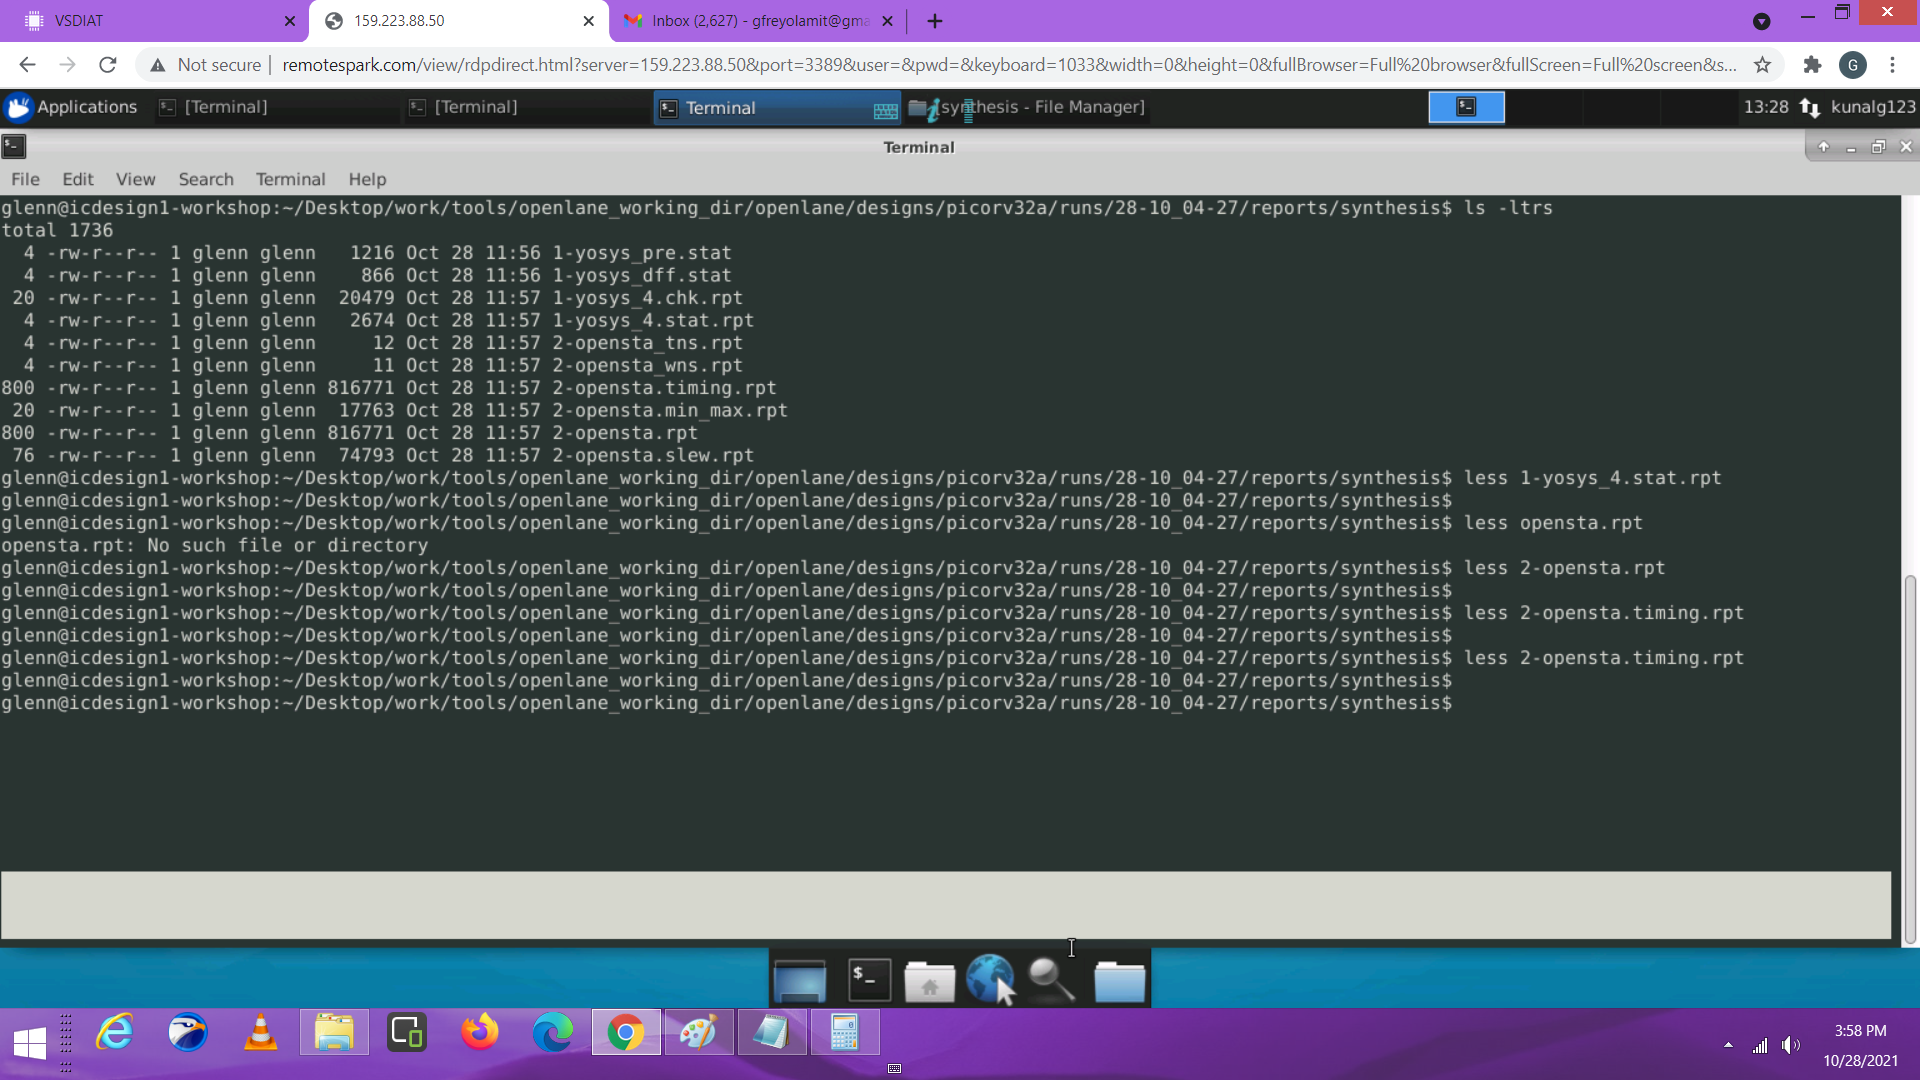 VSDIAT
159.223.88.50
Inbox (2,627) - gfreyolamit@gma
Not secure
remotespark.com/view/rdpdirect.html?server=159.223.88.50&port=3389&user=&pwd=&keyboard=1033&width=0&height=0&fullBrowser=Full%20browser&fullScreen=Full%20screen&s...
G
Applications
[Terminal]
[Terminal]
Terminal
[synthesis - File Manager]
13:28
kunalg123
Terminal
File Edit View Search Terminal Help
glenn@icdesign1-workshop:~/Desktop/work/tools/openlane_working_dir/openlane/designs/picorv32a/runs/28-10_04-27/reports/synthesis$ ls -ltrs
total 1736
4 -rw-r--r-- 1 glenn glenn 1216 Oct 28 11:56 1-yosys_pre.stat
4 -rw-r--r-- 1 glenn glenn 866 Oct 28 11:56 1-yosys_dff.stat
20 -rw-r--r-- 1 glenn glenn 20479 Oct 28 11:57 1-yosys_4.chk.rpt
4 -rw-r--r-- 1 glenn glenn 2674 Oct 28 11:57 1-yosys_4.stat.rpt
4 -rw-r--r-- 1 glenn glenn 12 Oct 28 11:57 2-opensta_tns.rpt
4 -rw-r--r-- 1 glenn glenn 11 Oct 28 11:57 2-opensta_wns.rpt
800 -rw-r--r-- 1 glenn glenn 816771 Oct 28 11:57 2-opensta.timing.rpt
20 -rw-r--r-- 1 glenn glenn 17763 Oct 28 11:57 2-opensta.min_max.rpt
800 -rw-r--r-- 1 glenn glenn 816771 Oct 28 11:57 2-opensta.rpt
76 -rw-r--r-- 1 glenn glenn 74793 Oct 28 11:57 2-opensta.slew.rpt
glenn@icdesign1-workshop:~/Desktop/work/tools/openlane_working_dir/openlane/designs/picorv32a/runs/28-10_04-27/reports/synthesis$ less 1-yosys_4.stat.rpt
glenn@icdesign1-workshop:~/Desktop/work/tools/openlane_working_dir/openlane/designs/picorv32a/runs/28-10_04-27/reports/synthesis$
glenn@icdesign1-workshop:~/Desktop/work/tools/openlane_working_dir/openlane/designs/picorv32a/runs/28-10_04-27/reports/synthesis$ less opensta.rpt
opensta.rpt: No such file or directory
glenn@icdesign1-workshop:~/Desktop/work/tools/openlane_working_dir/openlane/designs/picorv32a/runs/28-10_04-27/reports/synthesis$ less 2-opensta.rpt
glenn@icdesign1-workshop:~/Desktop/work/tools/openlane_working_dir/openlane/designs/picorv32a/runs/28-10_04-27/reports/synthesis$
glenn@icdesign1-workshop:~/Desktop/work/tools/openlane_working_dir/openlane/designs/picorv32a/runs/28-10_04-27/reports/synthesis$ less 2-opensta.timing.rpt
glenn@icdesign1-workshop:~/Desktop/work/tools/openlane_working_dir/openlane/designs/picorv32a/runs/28-10_04-27/reports/synthesis$
glenn@icdesign1-workshop:~/Desktop/work/tools/openlane_working_dir/openlane/designs/picorv32a/runs/28-10_04-27/reports/synthesis$ less 2-opensta.timing.rpt
glenn@icdesign1-workshop:~/Desktop/work/tools/openlane_working_dir/openlane/designs/picorv32a/runs/28-10_04-27/reports/synthesis$
glenn@icdesign1-workshop:~/Desktop/work/tools/openlane_working_dir/openlane/designs/picorv32a/runs/28-10_04-27/reports/synthesis$
3:58 PM
10/28/2021